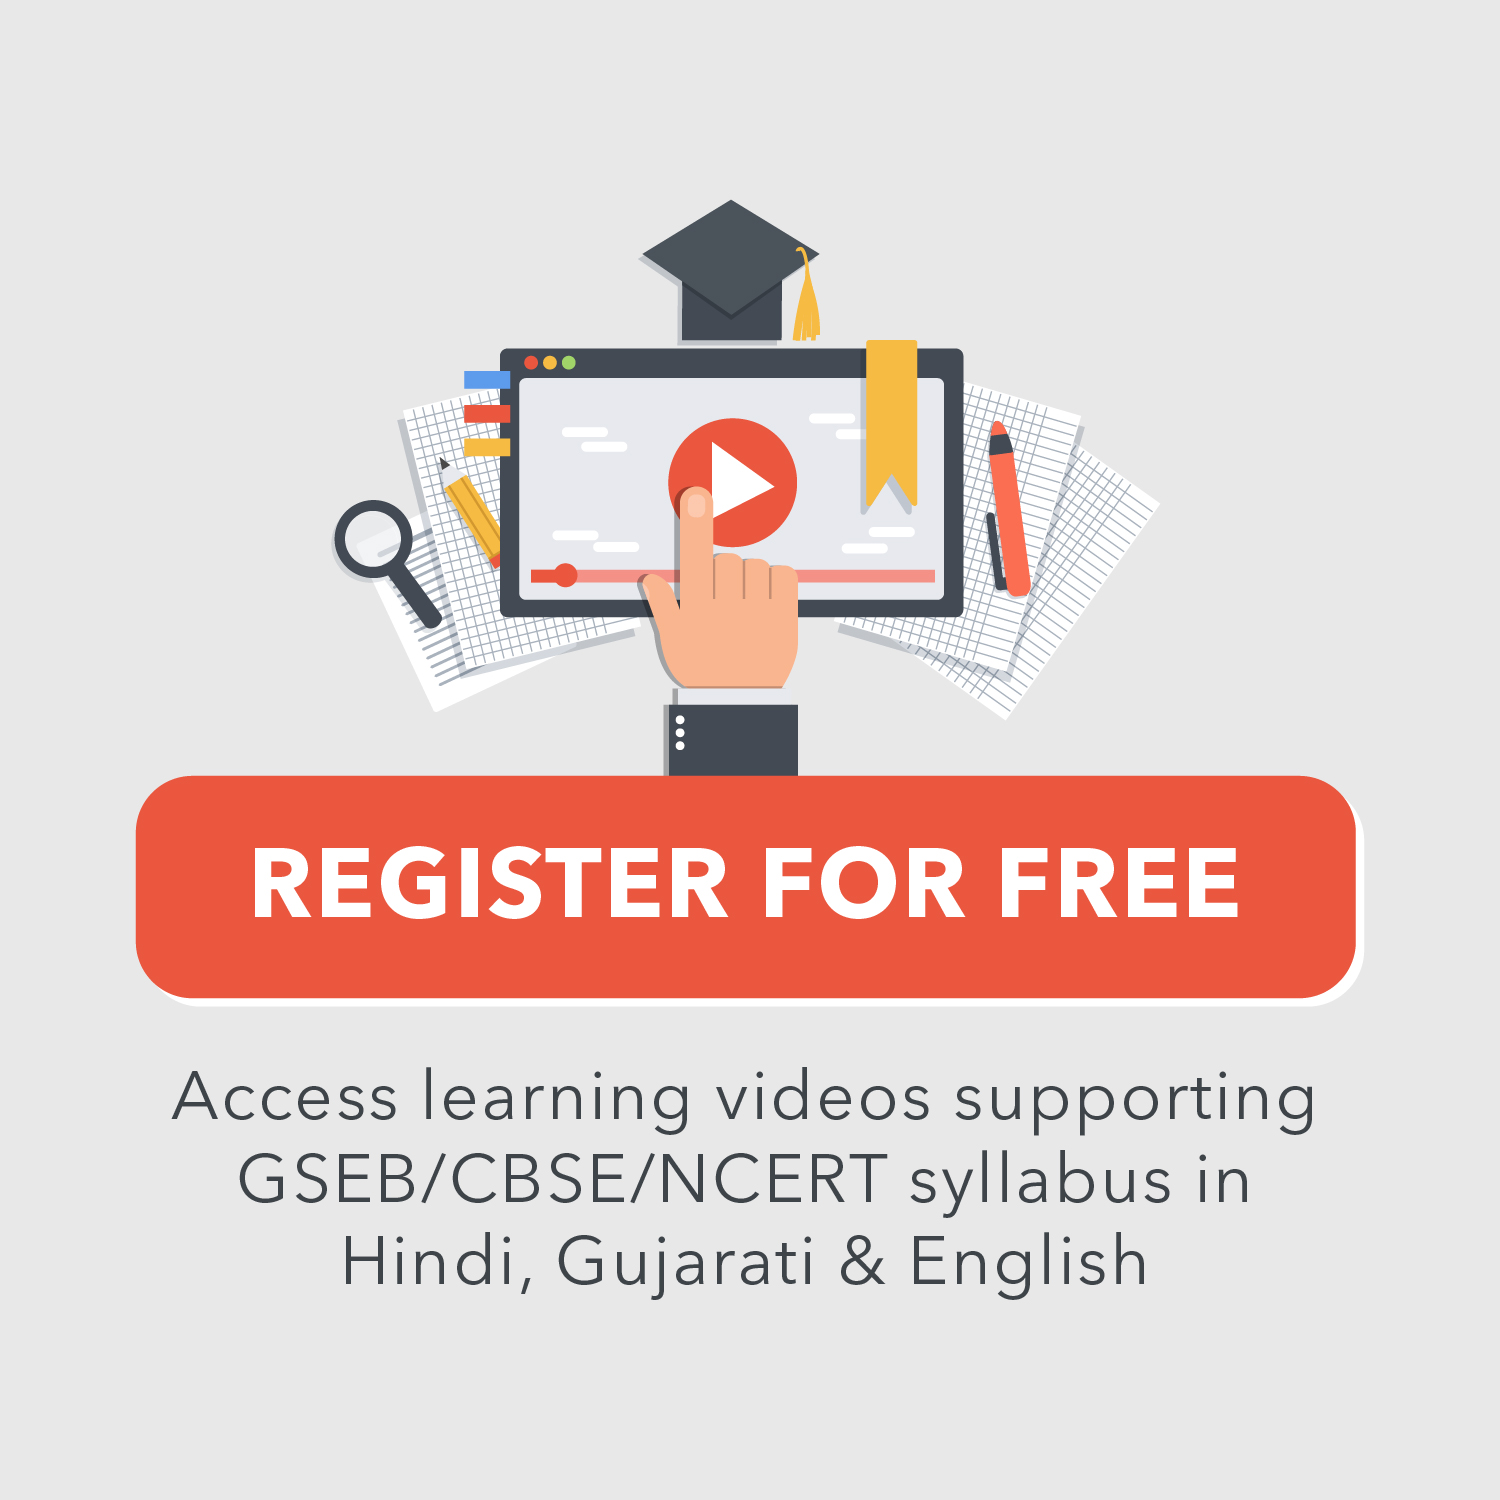 REGISTER FOR FREE
Access learning videos supporting
GSEB/CBSE/NCERT syllabus in
Hindi, Gujarati & English